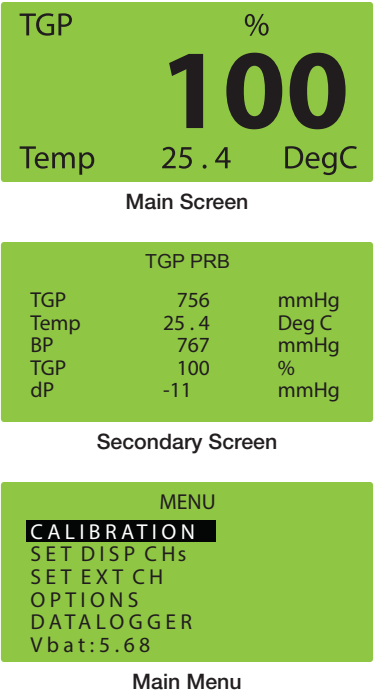 TGP %
100
Temp 25.4 DegC
Main Screen
TGP PRB
TGP 756 mmHg
Temp 25.4 Deg C
BP 767 mmHg
TGP 100 %
dP -11 mmHg
Secondary Screen
MENU
CALIBRATION
SET DISP CHs
SET EXT CH
OPTIONS
DATALOGGER
Vbat:5.68
Main Menu